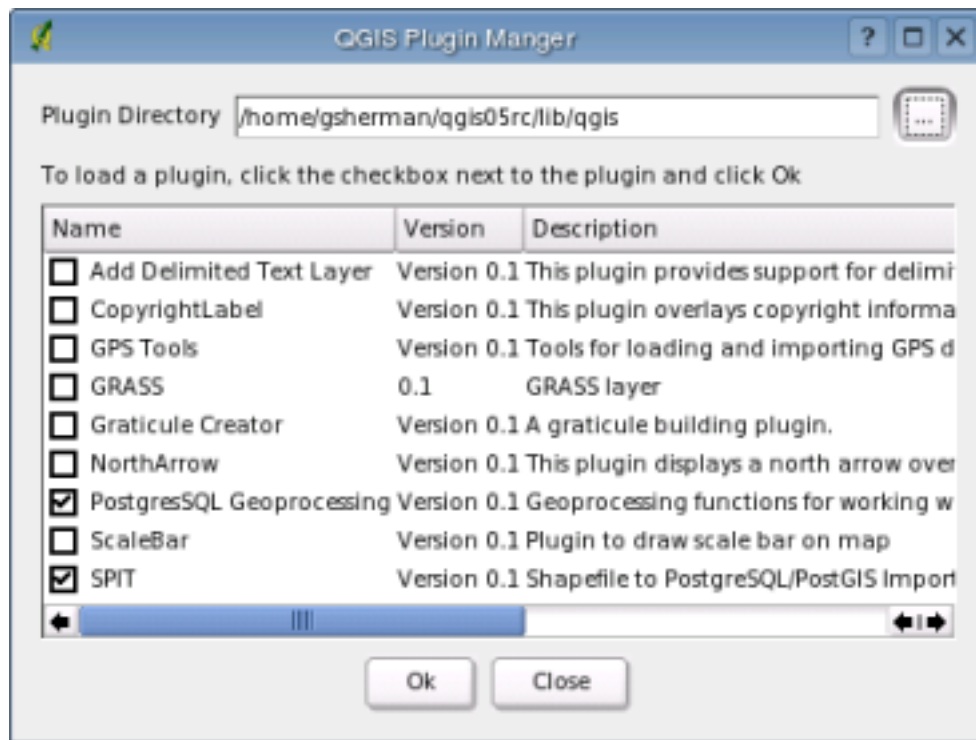 QGIS Plugin Manger
Plugin Directory /home/gsherman/qgis05rc/lib/qgis ...
To load a plugin, click the checkbox next to the plugin and click Ok
Name Version Description
Add Delimited Text Layer Version 0.1 This plugin provides support for delimi
CopyrightLabel Version 0.1 This plugin overlays copyright informa
GPS Tools Version 0.1 Tools for loading and importing GPS d
GRASS 0.1 GRASS layer
Graticule Creator Version 0.1 A graticule building plugin.
NorthArrow Version 0.1 This plugin displays a north arrow over
PostgresSQL Geoprocessing Version 0.1 Geoprocessing functions for working w
ScaleBar Version 0.1 Plugin to draw scale bar on map
SPIT Version 0.1 Shapefile to PostgreSQL/PostGIS Import
Ok Close